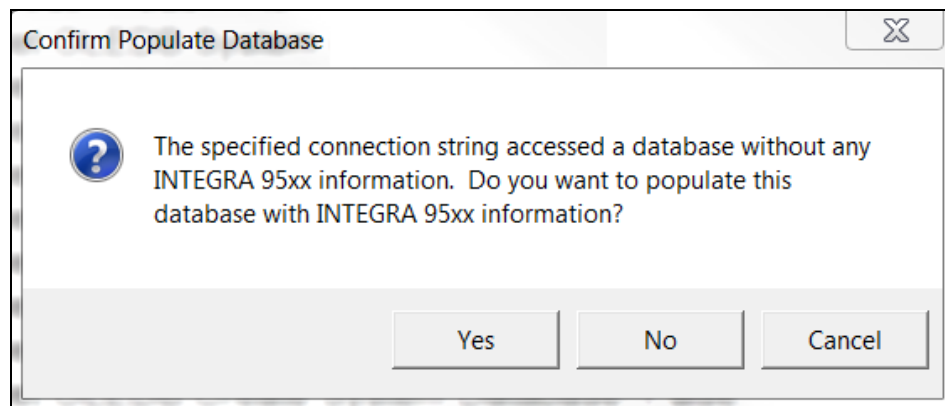 Confirm Populate Database
The specified connection string accessed a database without any
INTEGRA 95xx information.  Do you want to populate this
database with INTEGRA 95xx information?
Yes No Cancel